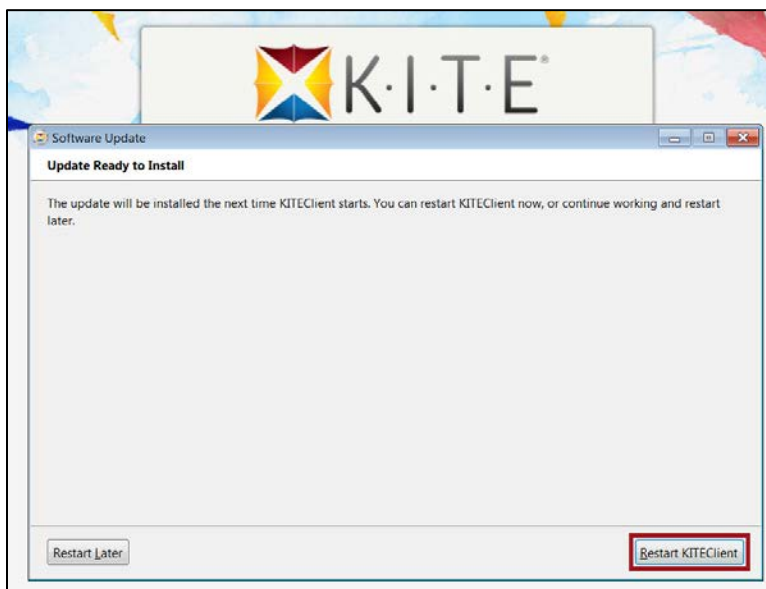 K·I·T·E®
Software Update
Update Ready to Install
The update will be installed the next time KITEClient starts. You can restart KITEClient now, or continue working and restart
later.
Restart Later
Restart KITEClient